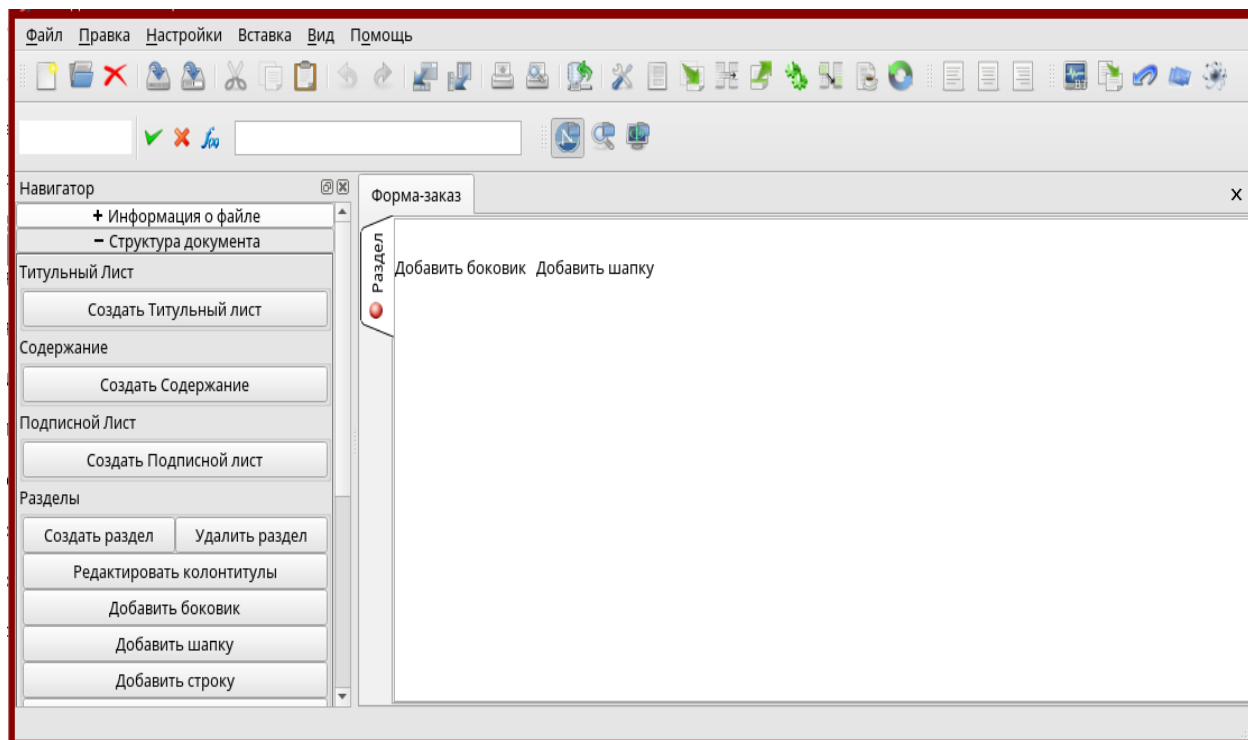 Файл Правка Настройки Вставка Вид Помощь
f(x)
Навигатор
Форма-заказ X
+ Информация о файле
− Структура документа
Раздел
Добавить боковик Добавить шапку
Титульный Лист
Создать Титульный лист
Содержание
Создать Содержание
Подписной Лист
Создать Подписной лист
Разделы
Создать раздел Удалить раздел
Редактировать колонтитулы
Добавить боковик
Добавить шапку
Добавить строку